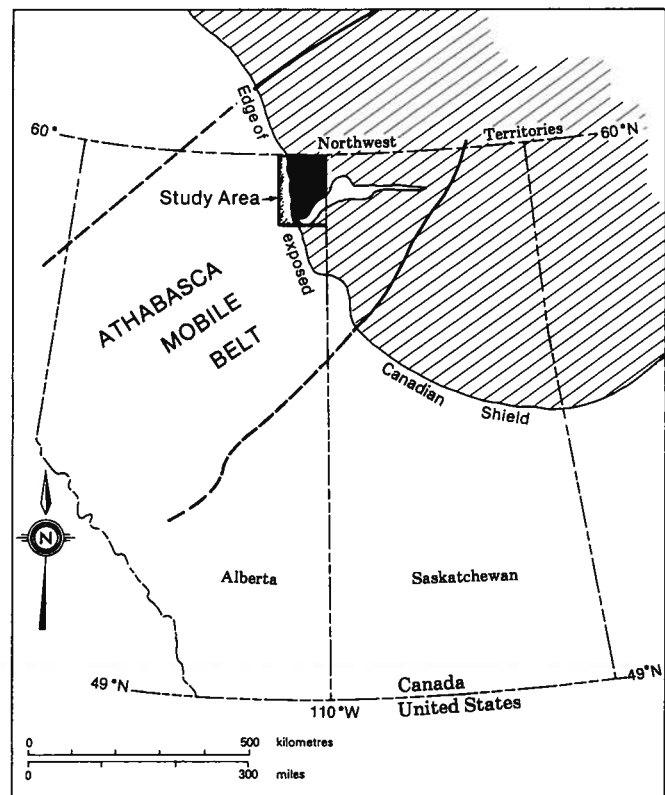 Edge of
60°
Northwest
Territories
60°N
Study Area
exposed
ATHABASCA
MOBILE
BELT
Canadian
Shield
N
Alberta
Saskatchewan
49°N
Canada
49°N
110°W
United States
0
500
kilometres
0
300
miles